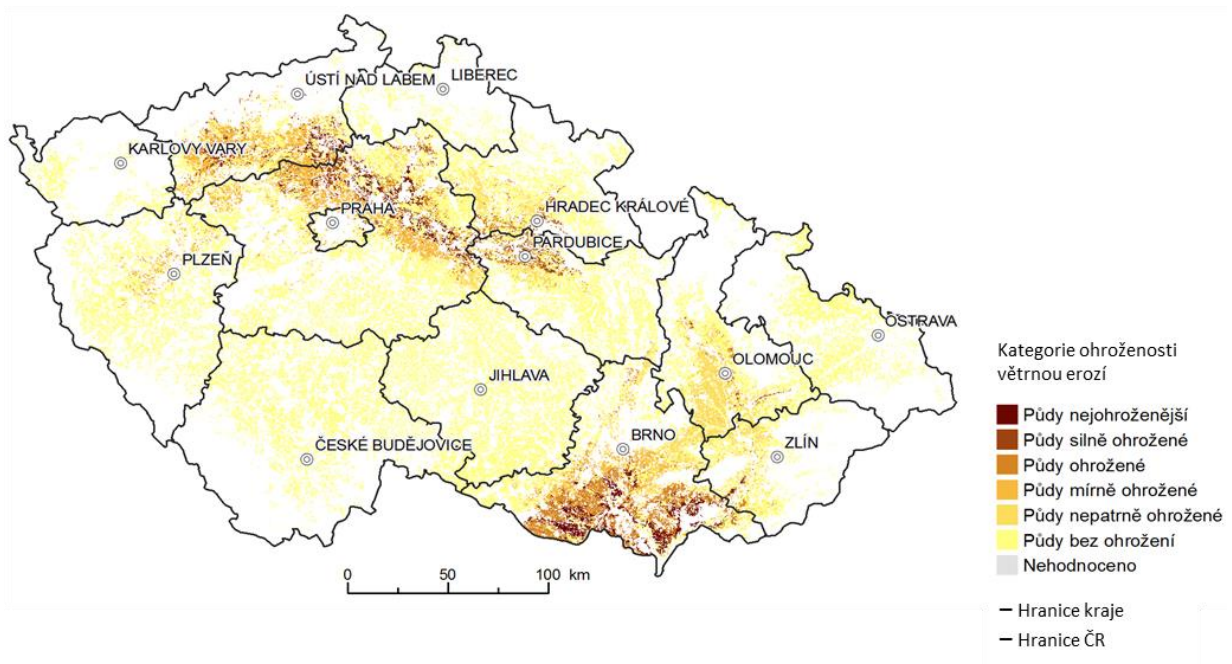 ÚSTÍ NAD LABEM
LIBEREC
KARLOVY VARY
PRAHA
HRADEC KRÁLOVÉ
PARDUBICE
PLZEŇ
OSTRAVA
OLOMOUC
JIHLAVA
BRNO
ZLÍN
ČESKÉ BUDĚJOVICE
0 50 100 km
Kategorie ohroženosti
větrnou erozí
Půdy nejohroženější
Půdy silně ohrožené
Půdy ohrožené
Půdy mírně ohrožené
Půdy nepatrně ohrožené
Půdy bez ohrožení
Nehodnoceno
Hranice kraje
Hranice ČR